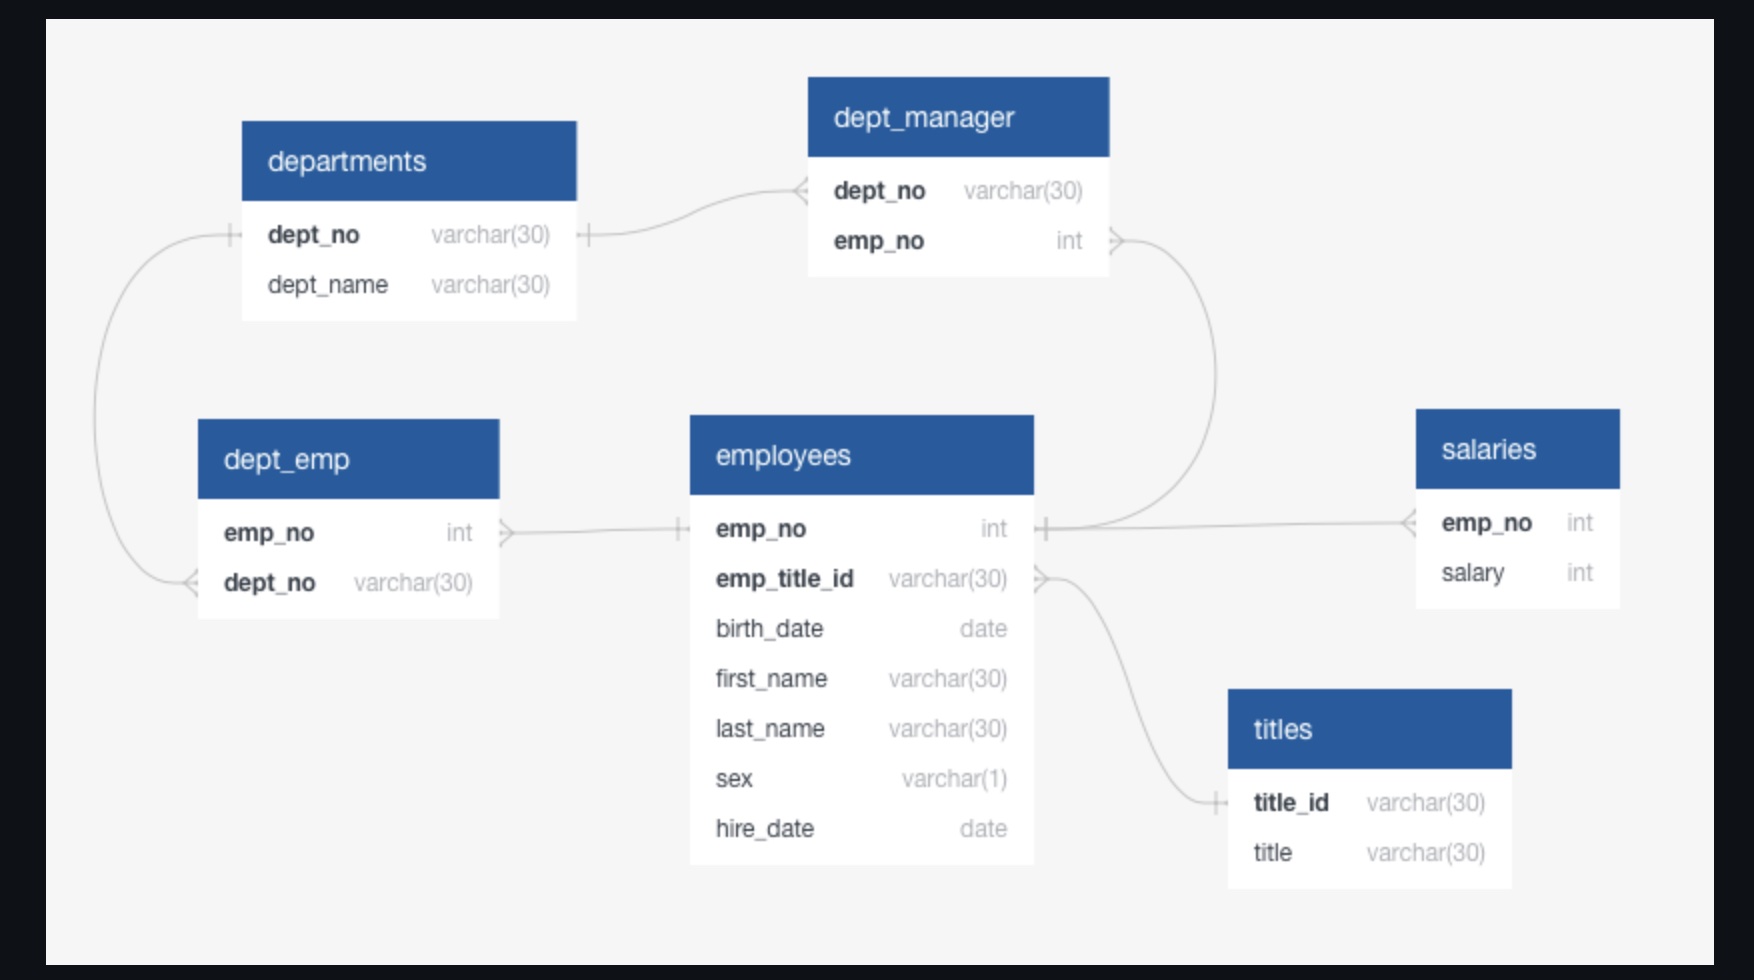 departments
dept_no varchar(30)
dept_name varchar(30)
dept_manager
dept_no varchar(30)
emp_no int
dept_emp
emp_no int
dept_no varchar(30)
employees
emp_no int
emp_title_id varchar(30)
birth_date date
first_name varchar(30)
last_name varchar(30)
sex varchar(1)
hire_date date
salaries
emp_no int
salary int
titles
title_id varchar(30)
title varchar(30)